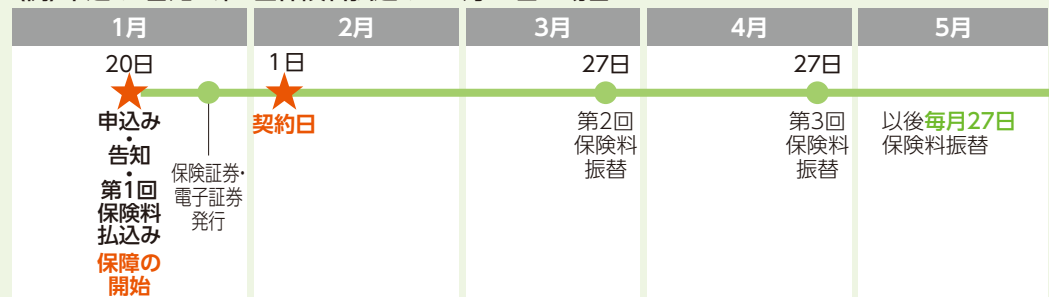 1月
2月
3月
4月
5月
20日
申込み
・
告知
・
第1回
保険料
払込み
保障の
開始
保険証券・
電子証券
発行
1日
契約日
27日
第2回
保険料
振替
27日
第3回
保険料
振替
以後毎月27日
保険料振替